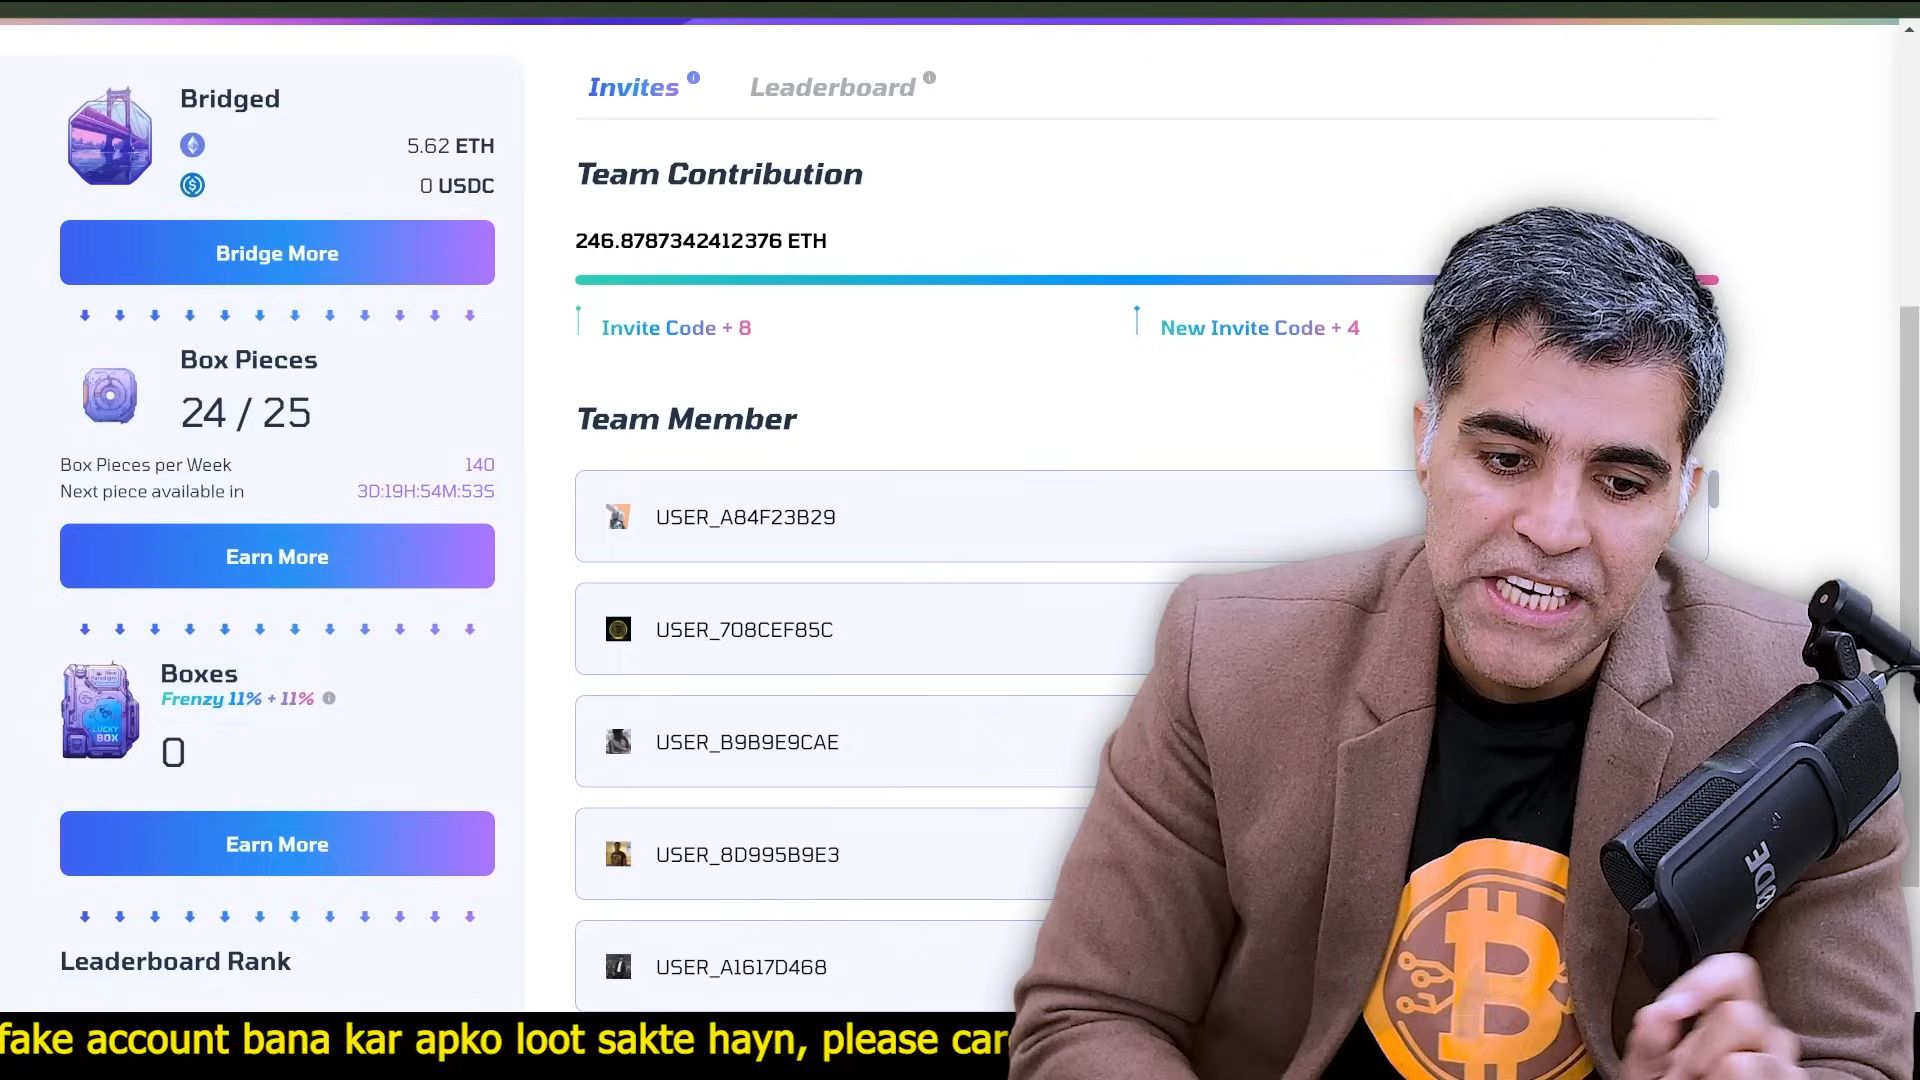 Bridged
5.62 ETH
0 USDC
Bridge More
Box Pieces
24 / 25
Box Pieces per Week 140
Next piece available in 3D:19H:54M:53S
Earn More
Boxes
Frenzy 11% + 11%
LUCKY
BOX
0
Earn More
Leaderboard Rank
Invites
Leaderboard
Team Contribution
246.8787342412376 ETH
Invite Code + 8
New Invite Code + 4
Team Member
USER_A84F23B29
USER_708CEF85C
USER_B9B9E9CAE
USER_8D995B9E3
USER_A1617D468
fake account bana kar apko loot sakte hayn, please